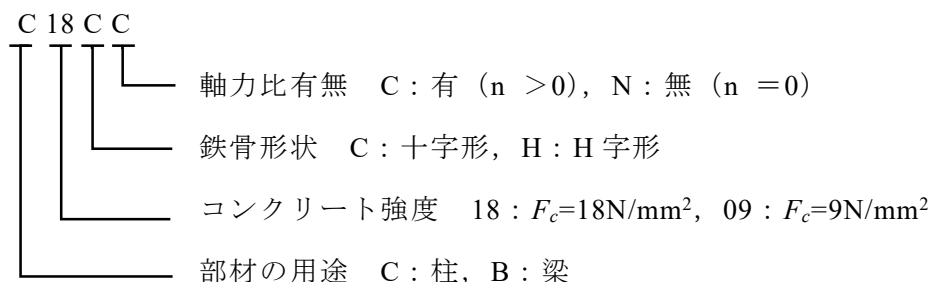 C 18 C C
軸力比有無 C：有（n >0），N：無（n =0）
鉄骨形状 C：十字形，H：H 字形
コンクリート強度 18：Fc=18N/mm²，09：Fc=9N/mm²
部材の用途 C：柱，B：梁